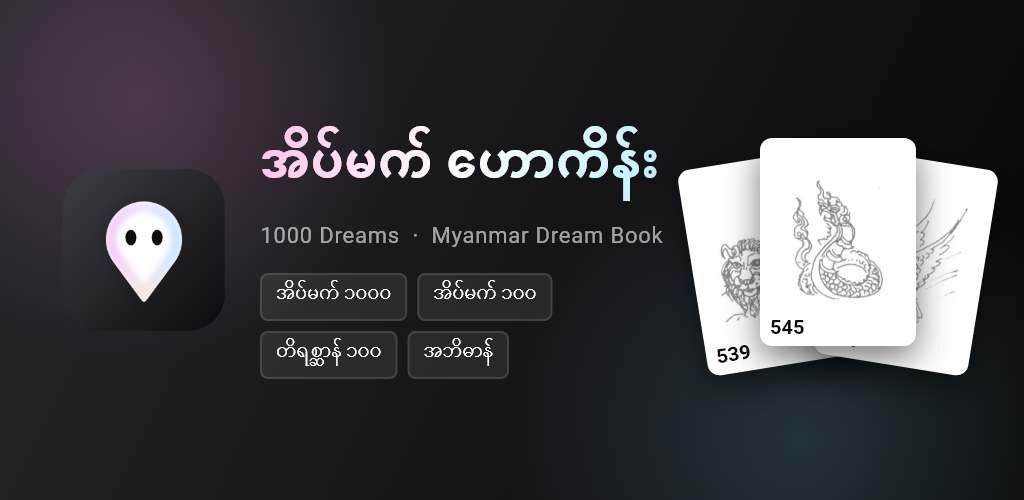 အိပ်မက် ဟောကိန်း
1000 Dreams · Myanmar Dream Book
အိပ်မက် ၁၀၀၀
အိပ်မက် ၁၀၀
တိရစ္ဆာန် ၁၀၀
အဘိဓာန်
539
545